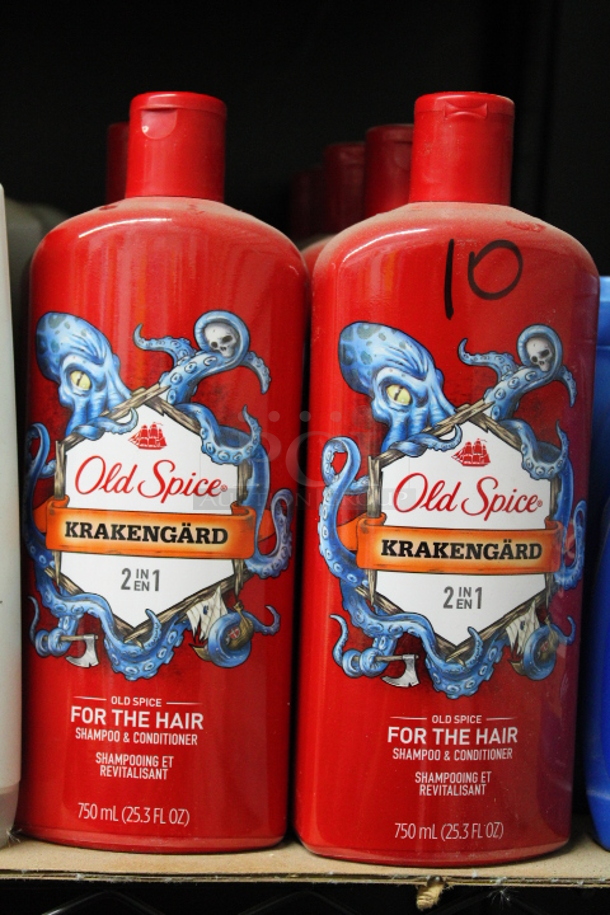 Old Spice®
KRAKENGÄRD
2 IN EN 1
OLD SPICE
FOR THE HAIR
SHAMPOO & CONDITIONER
SHAMPOOING ET
REVITALISANT
750 mL (25.3 FL OZ)
10
Old Spice®
KRAKENGÄRD
2 IN EN 1
OLD SPICE
FOR THE HAIR
SHAMPOO & CONDITIONER
SHAMPOOING ET
REVITALISANT
750 mL (25.3 FL OZ)